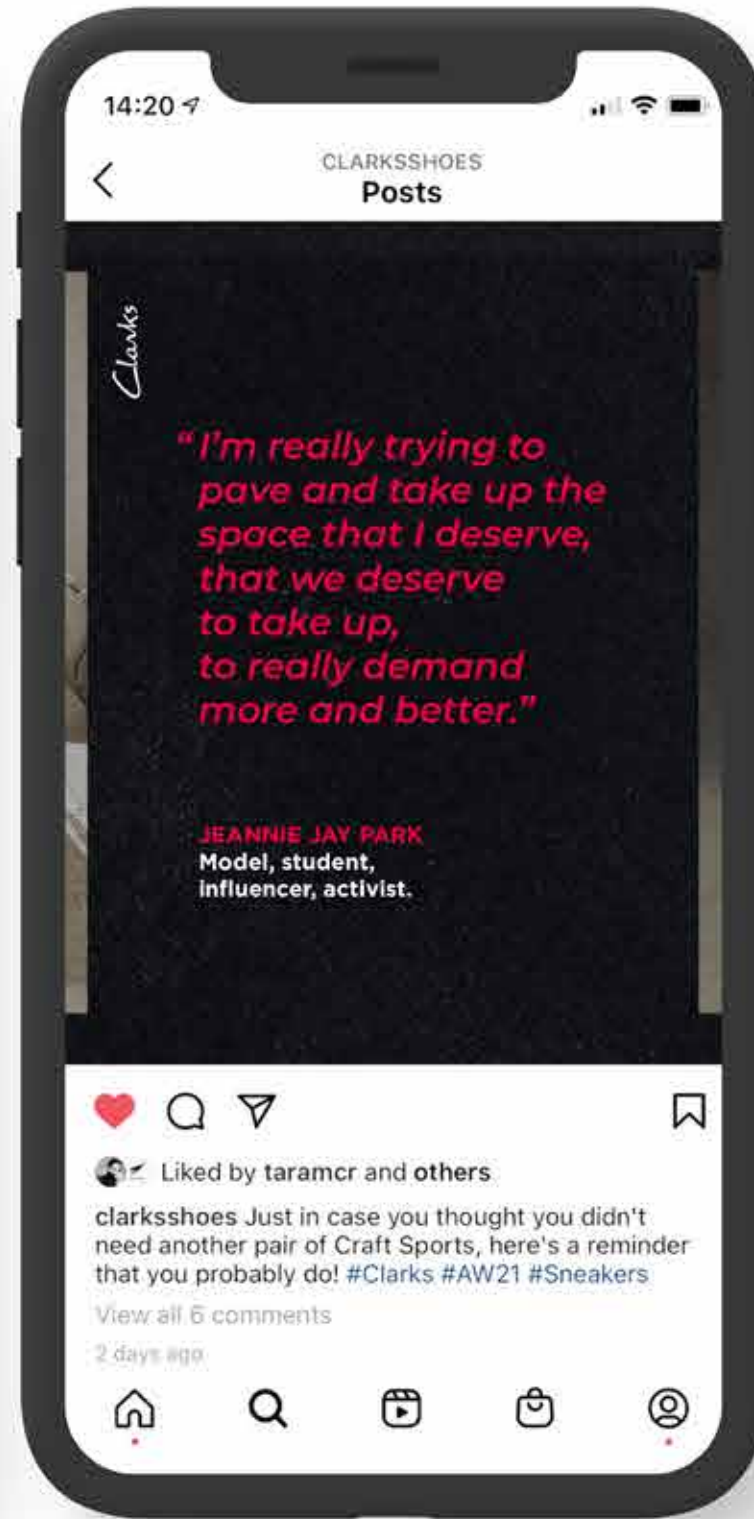 14:20
CLARKSSHOES
Posts
Clarks
“I’m really trying to
pave and take up the
space that I deserve,
that we deserve
to take up,
to really demand
more and better.”
JEANNIE JAY PARK
Model, student,
influencer, activist.
Liked by taramcr and others
clarksshoes Just in case you thought you didn't
need another pair of Craft Sports, here's a reminder
that you probably do! #Clarks #AW21 #Sneakers
View all 6 comments
2 days ago